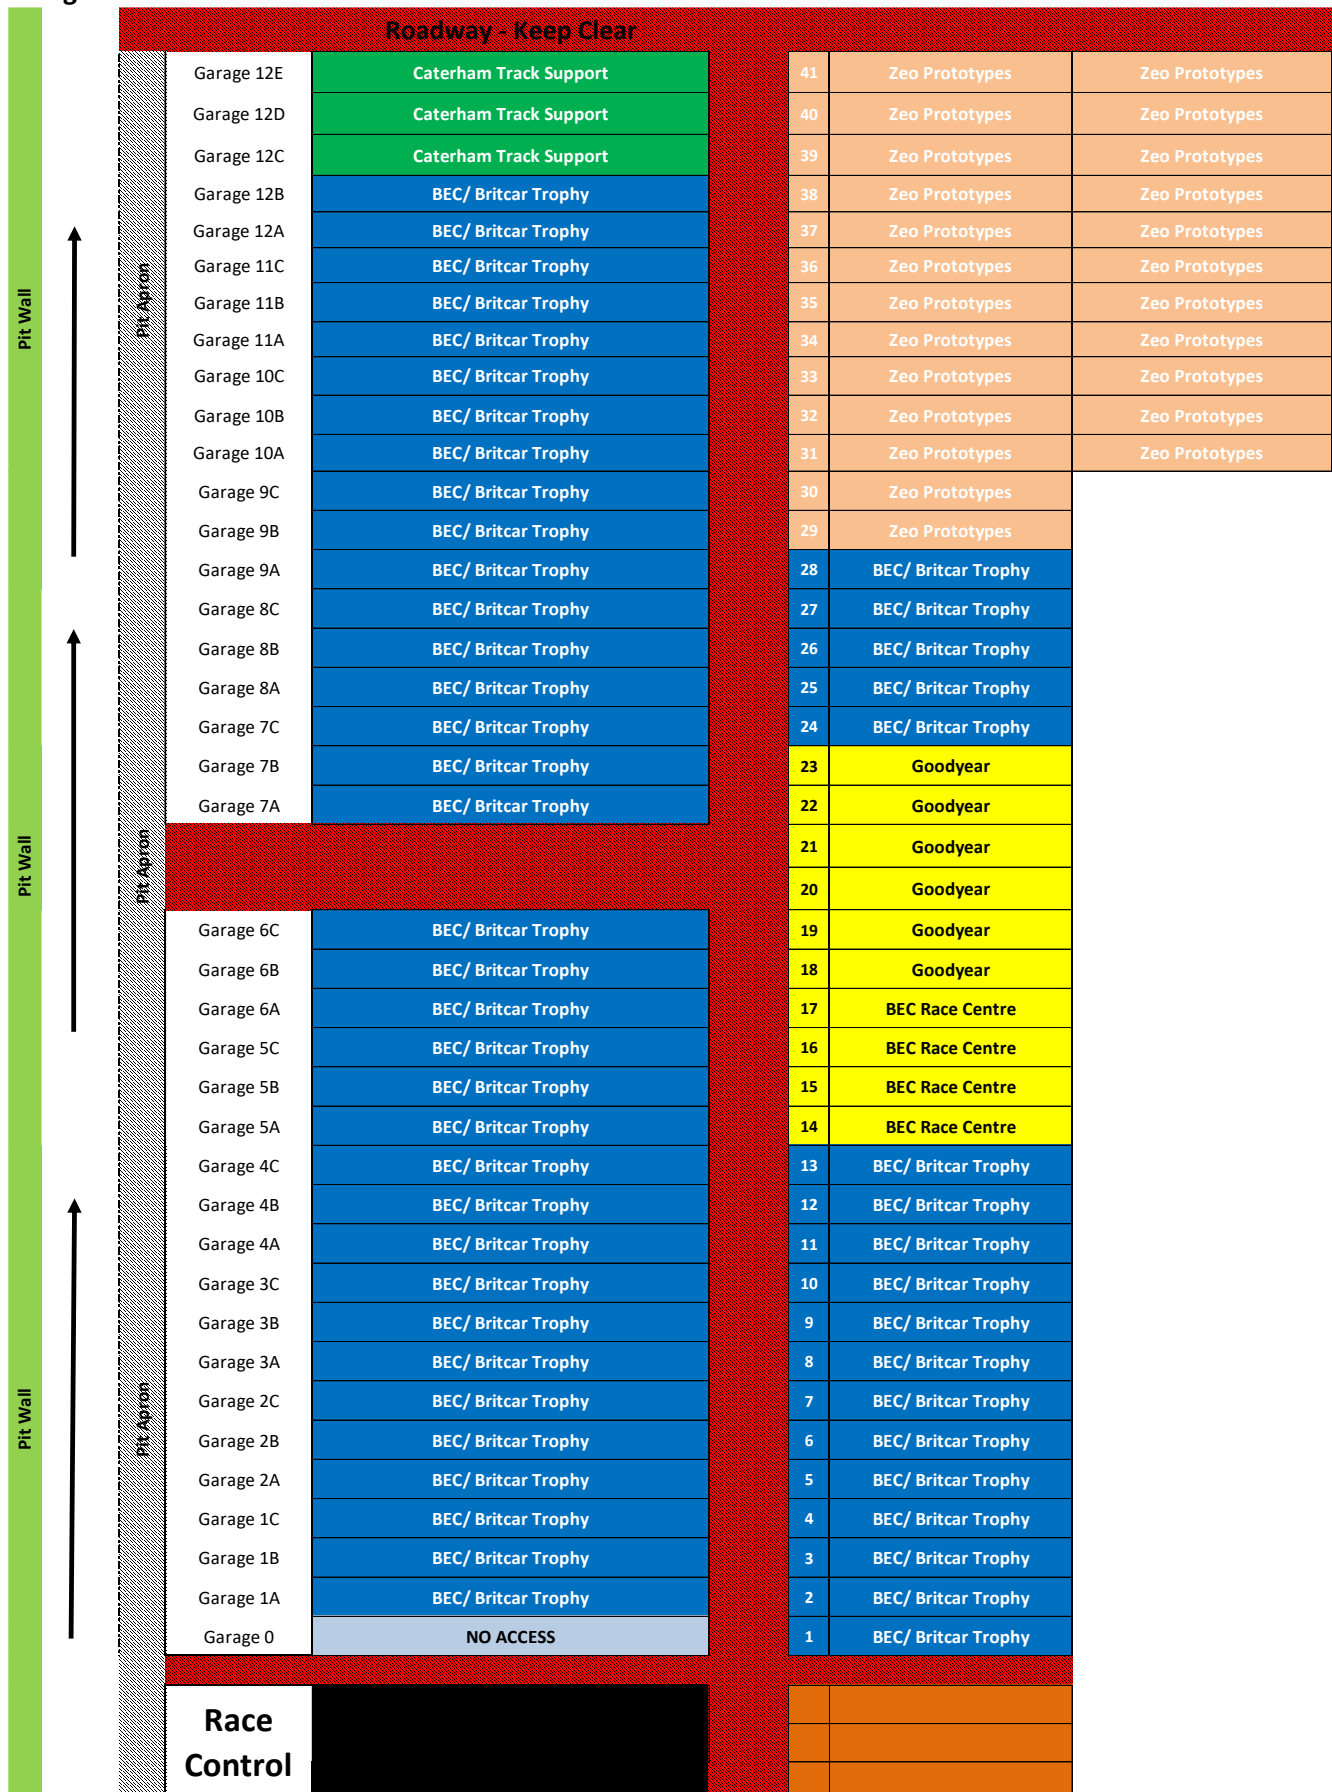 Roadway - Keep Clear
Garage 12E Caterham Track Support 41 Zeo Prototypes Zeo Prototypes
Garage 12D Caterham Track Support 40 Zeo Prototypes Zeo Prototypes
Garage 12C Caterham Track Support 39 Zeo Prototypes Zeo Prototypes
Garage 12B BEC/ Britcar Trophy 38 Zeo Prototypes Zeo Prototypes
Garage 12A BEC/ Britcar Trophy 37 Zeo Prototypes Zeo Prototypes
Garage 11C BEC/ Britcar Trophy 36 Zeo Prototypes Zeo Prototypes
Garage 11B BEC/ Britcar Trophy 35 Zeo Prototypes Zeo Prototypes
Pit Wall
Pit Apron
Garage 11A BEC/ Britcar Trophy 34 Zeo Prototypes Zeo Prototypes
Garage 10C BEC/ Britcar Trophy 33 Zeo Prototypes Zeo Prototypes
Garage 10B BEC/ Britcar Trophy 32 Zeo Prototypes Zeo Prototypes
Garage 10A BEC/ Britcar Trophy 31 Zeo Prototypes Zeo Prototypes
Garage 9C BEC/ Britcar Trophy 30 Zeo Prototypes
Garage 9B BEC/ Britcar Trophy 29 Zeo Prototypes
Garage 9A BEC/ Britcar Trophy 28 BEC/ Britcar Trophy
Garage 8C BEC/ Britcar Trophy 27 BEC/ Britcar Trophy
Garage 8B BEC/ Britcar Trophy 26 BEC/ Britcar Trophy
Garage 8A BEC/ Britcar Trophy 25 BEC/ Britcar Trophy
Garage 7C BEC/ Britcar Trophy 24 BEC/ Britcar Trophy
Garage 7B BEC/ Britcar Trophy 23 Goodyear
Garage 7A BEC/ Britcar Trophy 22 Goodyear
Pit Wall
Pit Apron
21 Goodyear
20 Goodyear
Garage 6C BEC/ Britcar Trophy 19 Goodyear
Garage 6B BEC/ Britcar Trophy 18 Goodyear
Garage 6A BEC/ Britcar Trophy 17 BEC Race Centre
Garage 5C BEC/ Britcar Trophy 16 BEC Race Centre
Garage 5B BEC/ Britcar Trophy 15 BEC Race Centre
Garage 5A BEC/ Britcar Trophy 14 BEC Race Centre
Garage 4C BEC/ Britcar Trophy 13 BEC/ Britcar Trophy
Garage 4B BEC/ Britcar Trophy 12 BEC/ Britcar Trophy
Garage 4A BEC/ Britcar Trophy 11 BEC/ Britcar Trophy
Garage 3C BEC/ Britcar Trophy 10 BEC/ Britcar Trophy
Garage 3B BEC/ Britcar Trophy 9 BEC/ Britcar Trophy
Garage 3A BEC/ Britcar Trophy 8 BEC/ Britcar Trophy
Garage 2C BEC/ Britcar Trophy 7 BEC/ Britcar Trophy
Pit Wall
Pit Apron
Garage 2B BEC/ Britcar Trophy 6 BEC/ Britcar Trophy
Garage 2A BEC/ Britcar Trophy 5 BEC/ Britcar Trophy
Garage 1C BEC/ Britcar Trophy 4 BEC/ Britcar Trophy
Garage 1B BEC/ Britcar Trophy 3 BEC/ Britcar Trophy
Garage 1A BEC/ Britcar Trophy 2 BEC/ Britcar Trophy
Garage 0 NO ACCESS 1 BEC/ Britcar Trophy
Race
Control